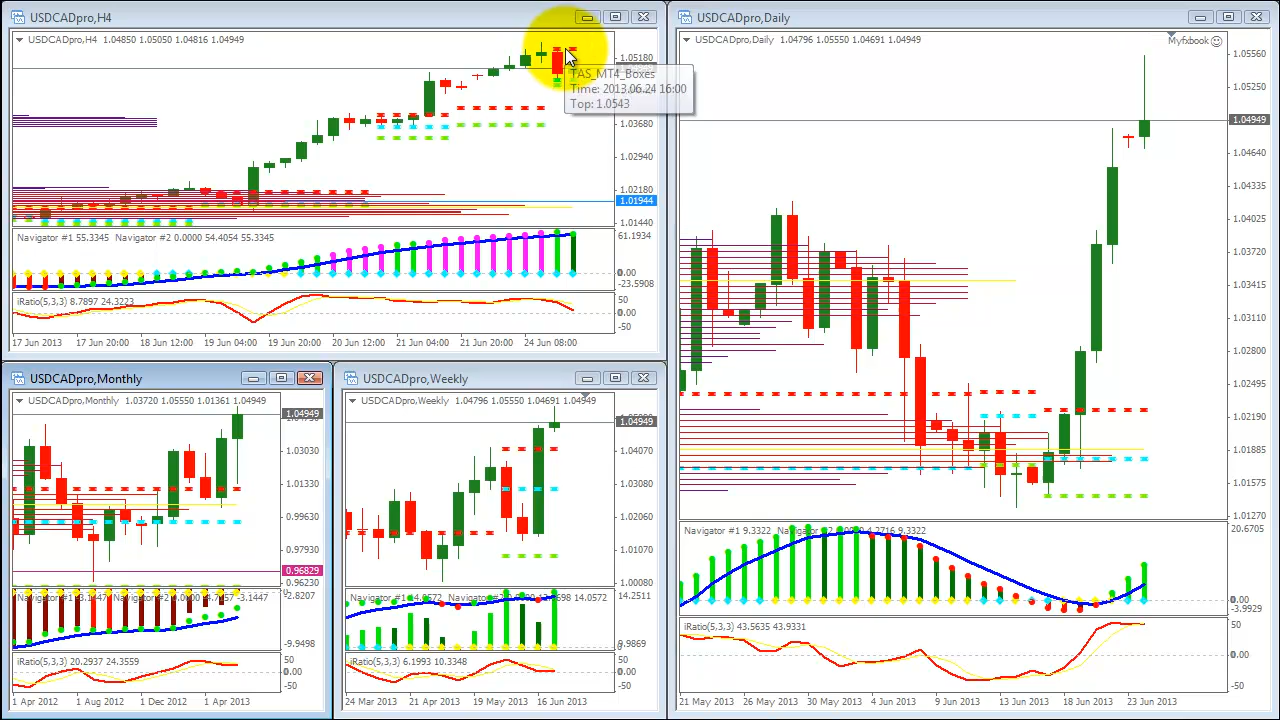 USDCADpro,H4
USDCADpro,H4 1.04850 1.05050 1.04816 1.04949
1.05180
1.03680
1.02940
1.02180
1.01944
1.01440
TAS_MT4_Boxes
Time: 2013.06.24 16:00
Top: 1.0543
Navigator #1 55.3345 Navigator #2 0.0000 54.4054 55.3345
61.1934
0.00
-23.5908
iRatio(5,3,3) 8.7897 24.3223
50
0.00
-50
17 Jun 2013
17 Jun 20:00
18 Jun 12:00
19 Jun 04:00
19 Jun 20:00
20 Jun 12:00
21 Jun 04:00
21 Jun 20:00
24 Jun 08:00
USDCADpro,Daily
USDCADpro,Daily 1.04796 1.05550 1.04691 1.04949
Myfxbook
1.05560
1.05250
1.04949
1.04640
1.04335
1.04025
1.03720
1.03415
1.03110
1.02800
1.02495
1.02190
1.01885
1.01575
1.01270
Navigator #1 9.3322
20.6705
0.00
-3.9929
iRatio(5,3,3) 43.5635 43.9331
50
0.00
-50
21 May 2013
26 May 2013
30 May 2013
4 Jun 2013
9 Jun 2013
13 Jun 2013
18 Jun 2013
23 Jun 2013
USDCADpro,Monthly
USDCADpro,Monthly 1.03720 1.05550 1.01361 1.04949
1.04949
1.03030
1.01330
0.99630
0.97930
0.96829
0.96230
-9.9498
iRatio(5,3,3) 20.2937 24.3559
50
0.00
-50
1 Apr 2012
1 Aug 2012
1 Dec 2012
1 Apr 2013
USDCADpro,Weekly
USDCADpro,Weekly 1.04796 1.05550 1.04691 1.04949
1.04949
1.04070
1.03080
1.02060
1.01070
1.00080
14.2511
iRatio(5,3,3) 6.1993 10.3348
50
0.00
-50
24 Mar 2013
21 Apr 2013
19 May 2013
16 Jun 2013